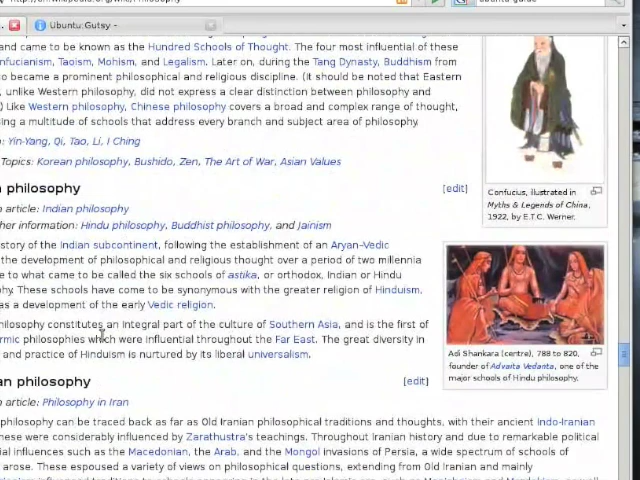 Ubuntu:Gutsy -
and came to be known as the Hundred Schools of Thought. The four most influential of these
nfucianism, Taoism, Mohism, and Legalism. Later on, during the Tang Dynasty, Buddhism from
o became a prominent philosophical and religious discipline. (It should be noted that Eastern
, unlike Western philosophy, did not express a clear distinction between philosophy and
) Like Western philosophy, Chinese philosophy covers a broad and complex range of thought,
ing a multitude of schools that address every branch and subject area of philosophy.
: Yin-Yang, Qi, Tao, Li, I Ching
Topics: Korean philosophy, Bushido, Zen, The Art of War, Asian Values
Confucius, illustrated in
Myths & Legends of China,
1922, by E.T.C. Werner.
n philosophy [edit]
n article: Indian philosophy
her information: Hindu philosophy, Buddhist philosophy, and Jainism
story of the Indian subcontinent, following the establishment of an Aryan-Vedic
the development of philosophical and religious thought over a period of two millennia
e to what came to be called the six schools of astika, or orthodox, Indian or Hindu
phy. These schools have come to be synonymous with the greater religion of Hinduism,
as a development of the early Vedic religion.
hilosophy constitutes an integral part of the culture of Southern Asia, and is the first of
rmic philosophies which were influential throughout the Far East. The great diversity in
and practice of Hinduism is nurtured by its liberal universalism.
Adi Shankara (centre), 788 to 820,
founder of Advaita Vedanta, one of the
major schools of Hindu philosophy.
an philosophy [edit]
n article: Philosophy in Iran
philosophy can be traced back as far as Old Iranian philosophical traditions and thoughts, with their ancient Indo-Iranian
hese were considerably influenced by Zarathustra's teachings. Throughout Iranian history and due to remarkable political
ial influences such as the Macedonian, the Arab, and the Mongol invasions of Persia, a wide spectrum of schools of
arose. These espoused a variety of views on philosophical questions, extending from Old Iranian and mainly